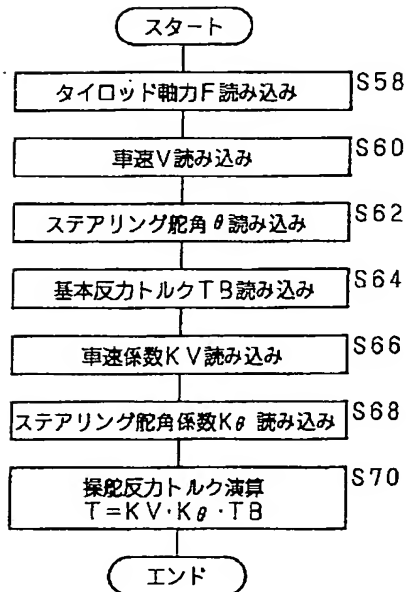 スタート
タイロッド軸力F読み込み S58
車速V読み込み S60
ステアリング舵角θ読み込み S62
基本反力トルクTB読み込み S64
車速係数KV読み込み S66
ステアリング舵角係数Kθ 読み込み S68
操舵反力トルク演算 S70
T=KV·Kθ·TB
エンド